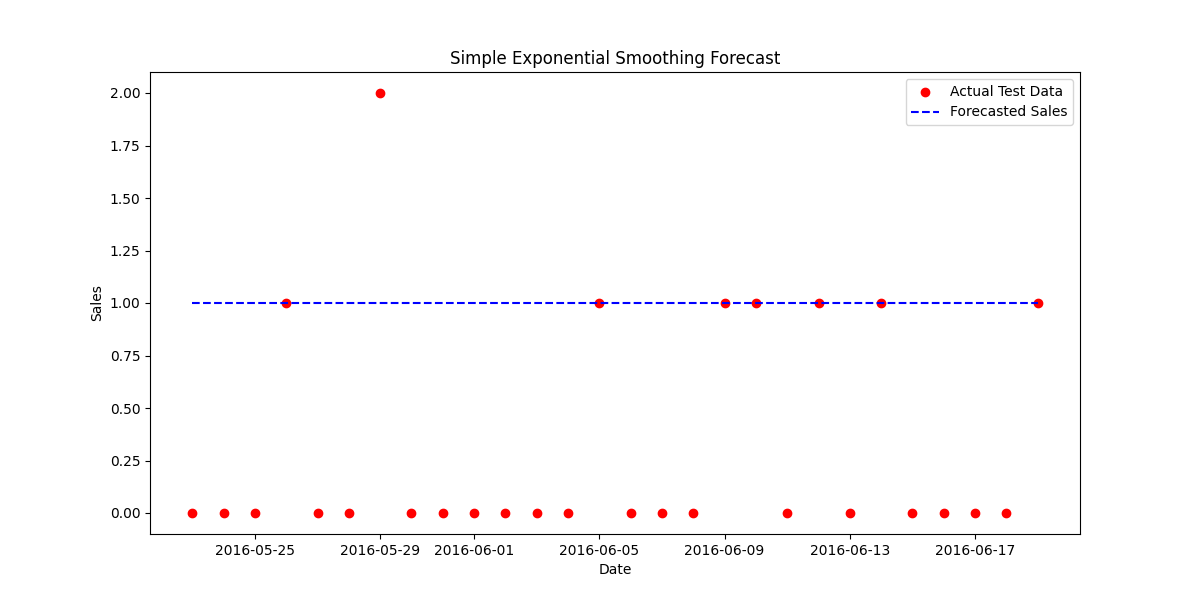 Simple Exponential Smoothing Forecast
Actual Test Data
Forecasted Sales
2.00
1.75
1.50
1.25
1.00
0.75
0.50
0.25
0.00
Sales
2016-05-25 2016-05-29 2016-06-01 2016-06-05 2016-06-09 2016-06-13 2016-06-17
Date